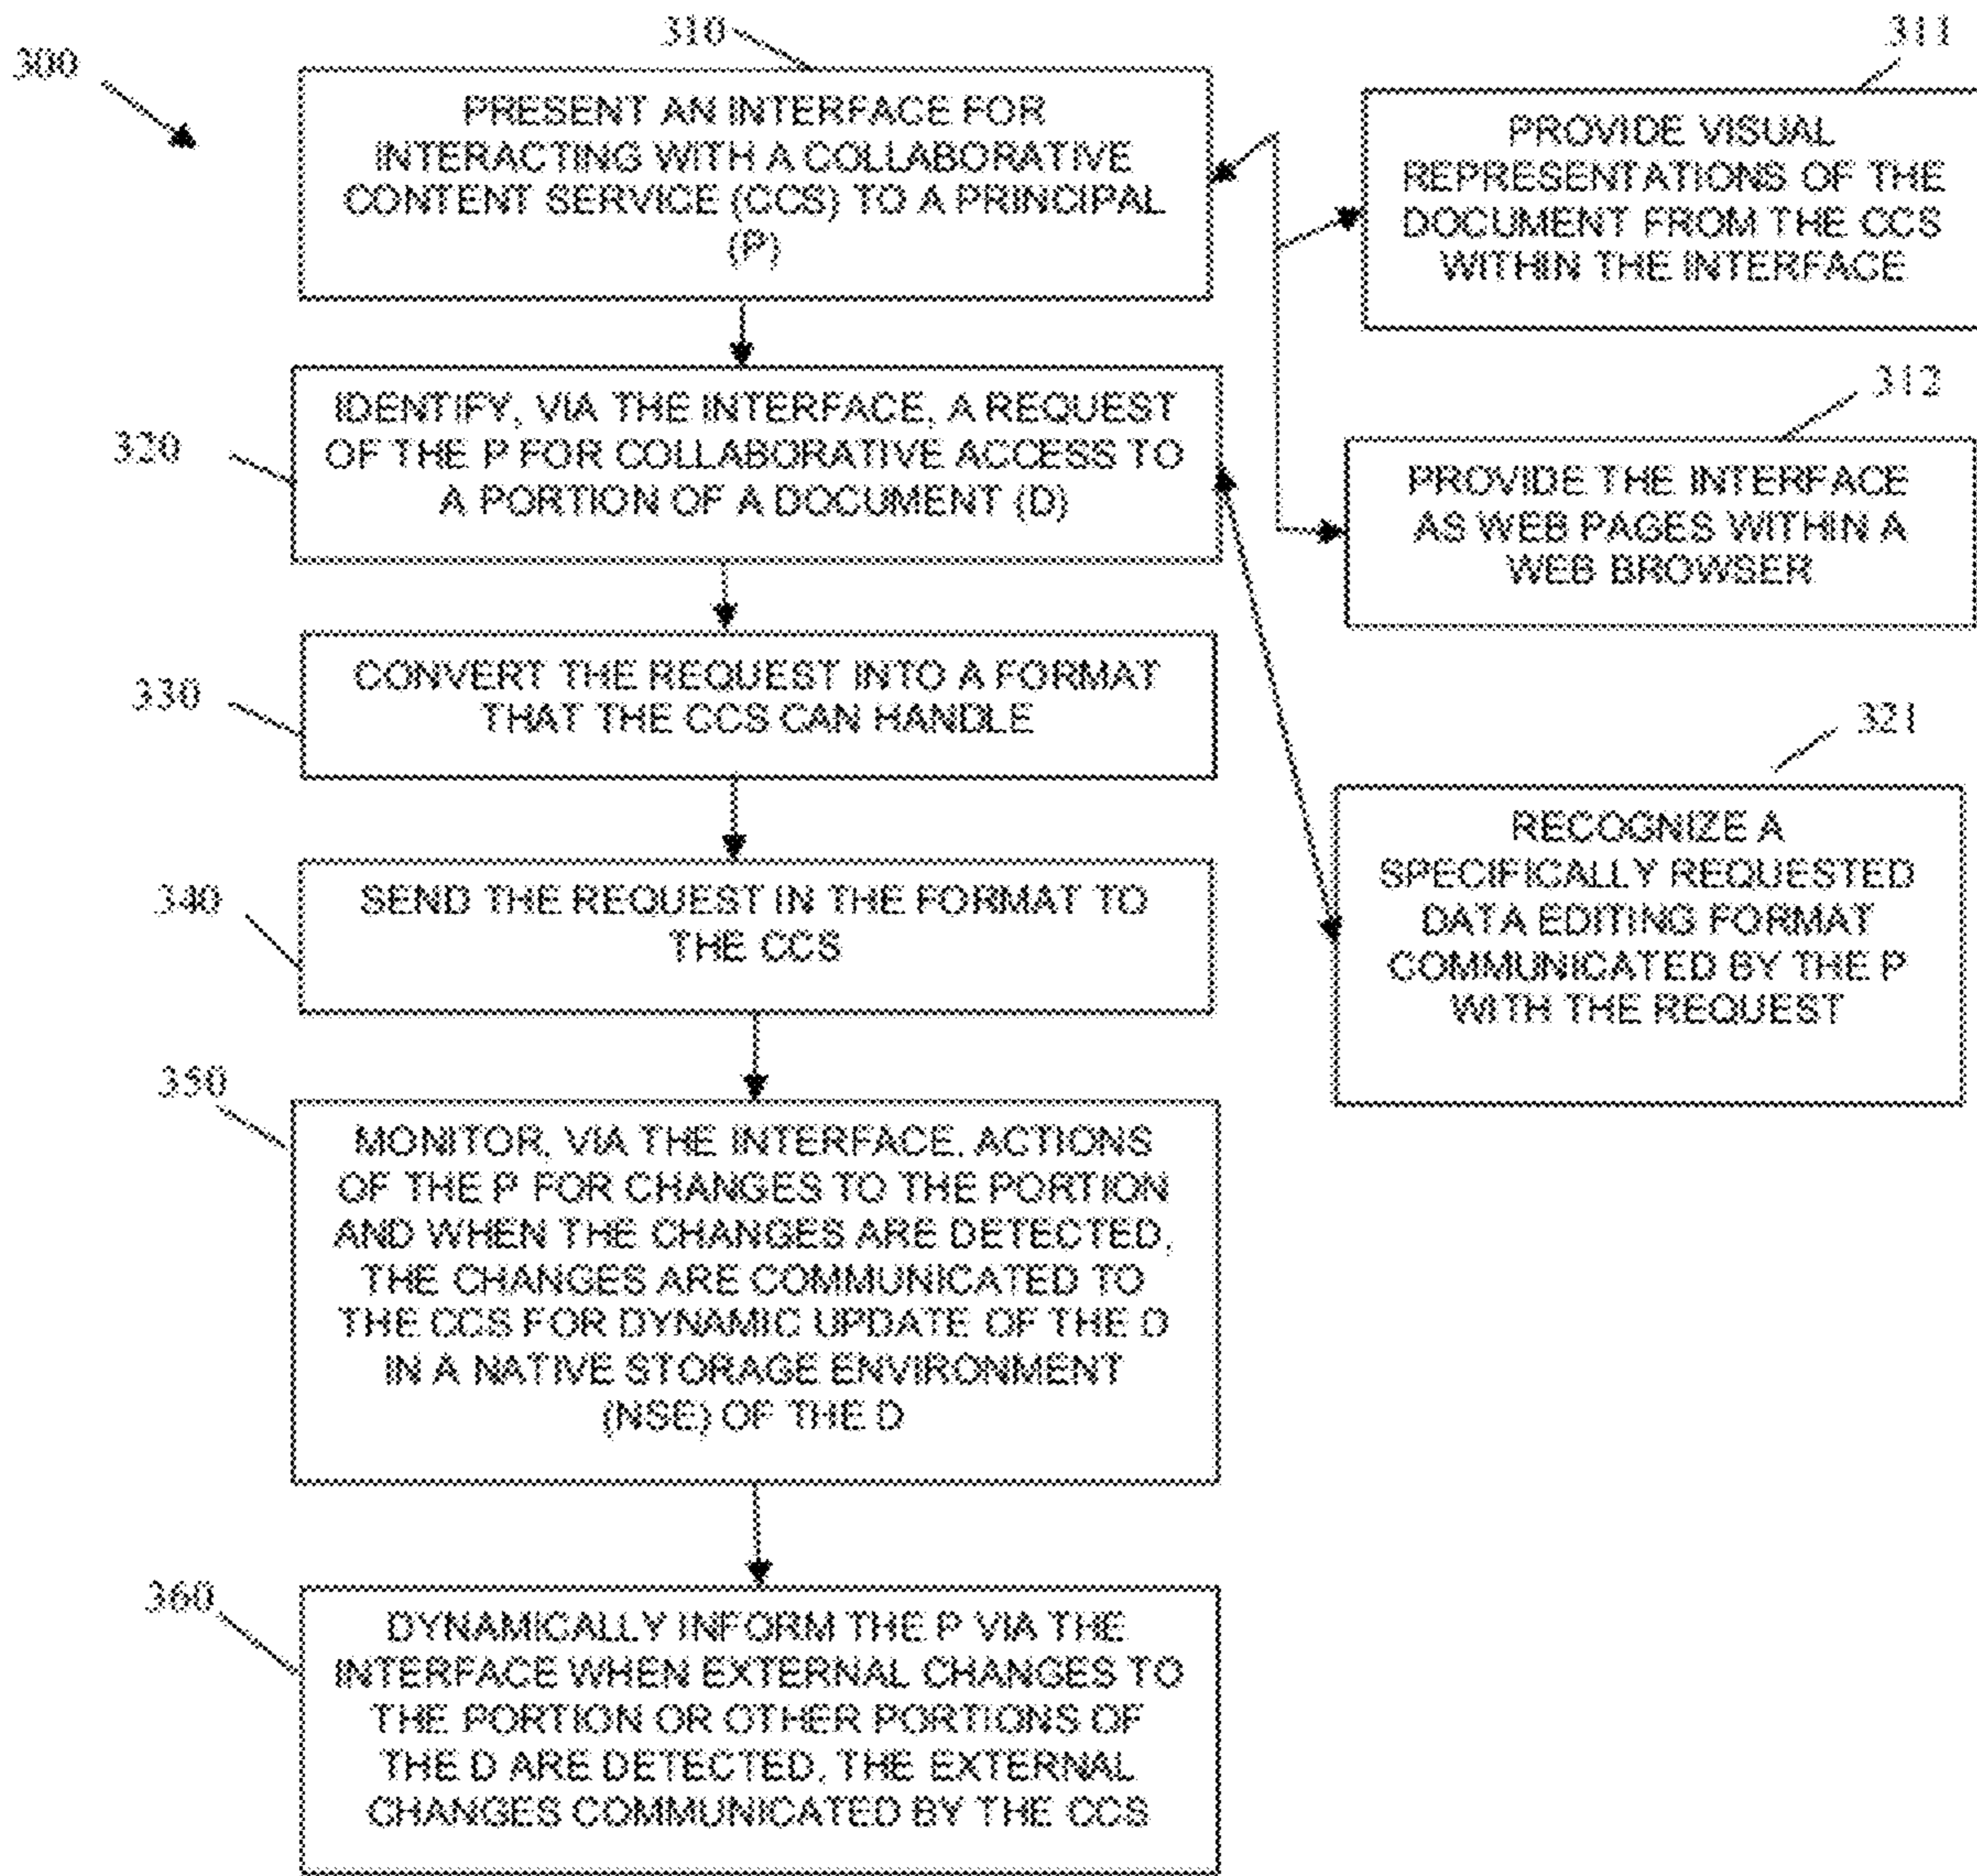 300
310
PRESENT AN INTERFACE FOR
INTERACTING WITH A COLLABORATIVE
CONTENT SERVICE (CCS) TO A PRINCIPAL
(P)
311
PROVIDE VISUAL
REPRESENTATIONS OF THE
DOCUMENT FROM THE CCS
WITHIN THE INTERFACE
320
IDENTIFY, VIA THE INTERFACE, A REQUEST
OF THE P FOR COLLABORATIVE ACCESS TO
A PORTION OF A DOCUMENT (D)
312
PROVIDE THE INTERFACE
AS WEB PAGES WITHIN A
WEB BROWSER
330
CONVERT THE REQUEST INTO A FORMAT
THAT THE CCS CAN HANDLE
321
RECOGNIZE A
SPECIFICALLY REQUESTED
DATA EDITING FORMAT
COMMUNICATED BY THE P
WITH THE REQUEST
340
SEND THE REQUEST IN THE FORMAT TO
THE CCS
350
MONITOR, VIA THE INTERFACE, ACTIONS
OF THE P FOR CHANGES TO THE PORTION
AND WHEN THE CHANGES ARE DETECTED,
THE CHANGES ARE COMMUNICATED TO
THE CCS FOR DYNAMIC UPDATE OF THE D
IN A NATIVE STORAGE ENVIRONMENT
(NSE) OF THE D
360
DYNAMICALLY INFORM THE P VIA THE
INTERFACE WHEN EXTERNAL CHANGES TO
THE PORTION OR OTHER PORTIONS OF
THE D ARE DETECTED, THE EXTERNAL
CHANGES COMMUNICATED BY THE CCS